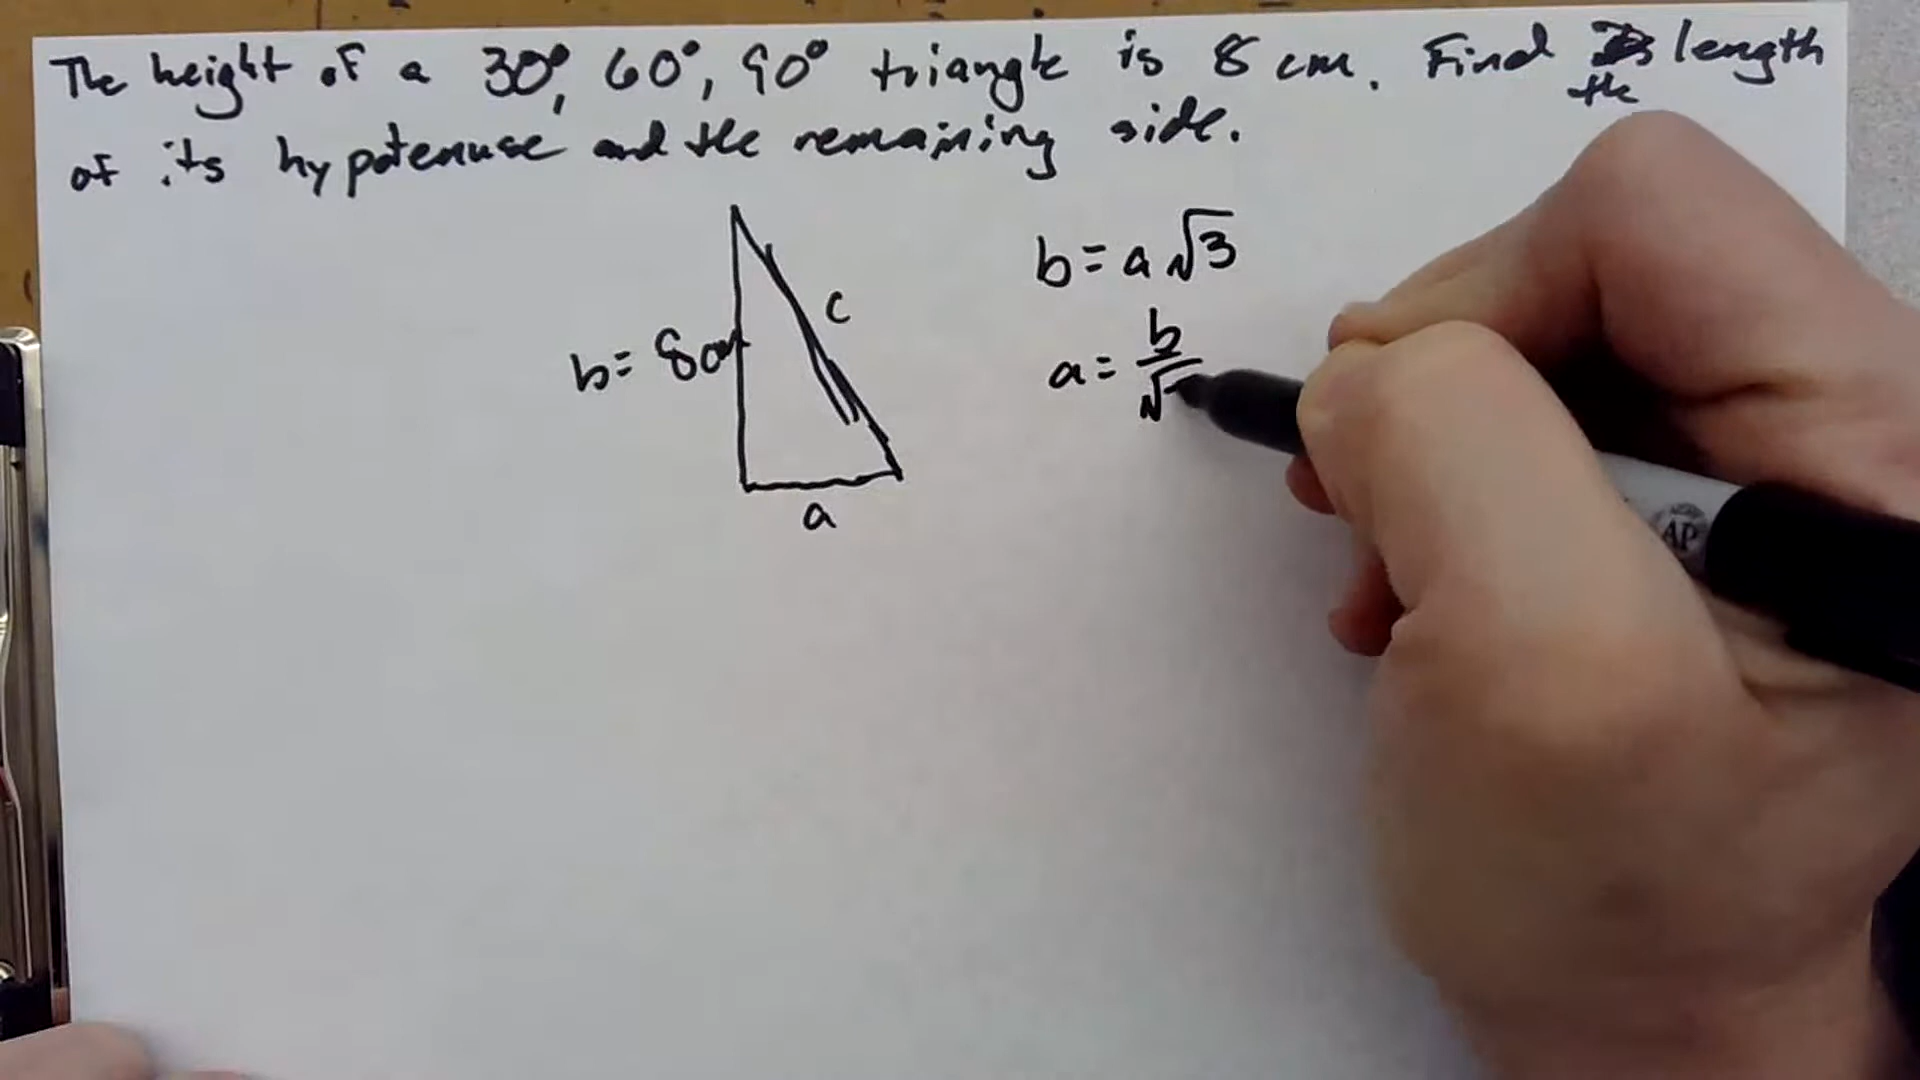 The height of a 30°, 60°, 90° triangle is 8 cm. Find length
the
of its hypotenuse and the remaining side.
b = a √3
c
a = b
√
b = 8cm
a
AP